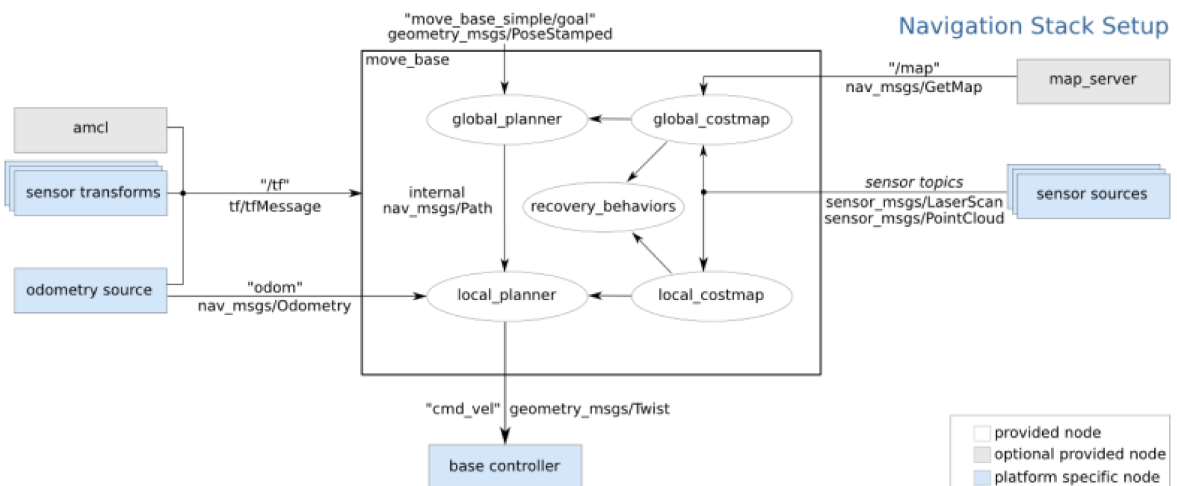 Navigation Stack Setup
"move_base_simple/goal"
geometry_msgs/PoseStamped
move_base
"/map"
nav_msgs/GetMap
map_server
amcl
global_planner
global_costmap
sensor transforms
"/tf"
tf/tfMessage
internal
nav_msgs/Path
recovery_behaviors
sensor topics
sensor_msgs/LaserScan
sensor_msgs/PointCloud
sensor sources
odometry source
"odom"
nav_msgs/Odometry
local_planner
local_costmap
"cmd_vel" geometry_msgs/Twist
base controller
provided node
optional provided node
platform specific node